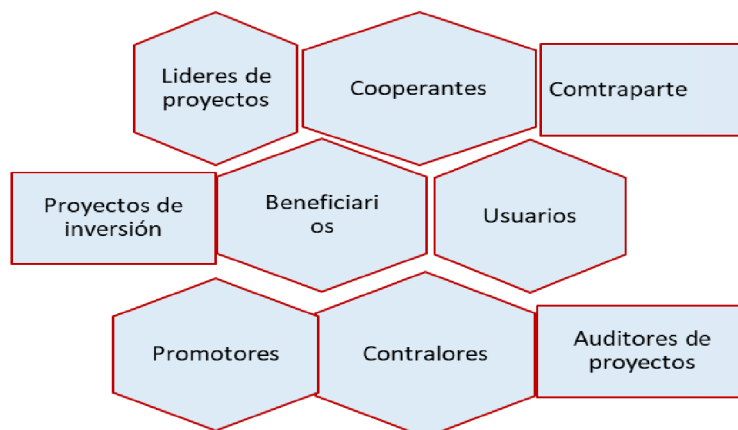 Lideres de
proyectos
Cooperantes
Comtraparte
Proyectos de
inversión
Beneficiari
os
Usuarios
Promotores
Contralores
Auditores de
proyectos